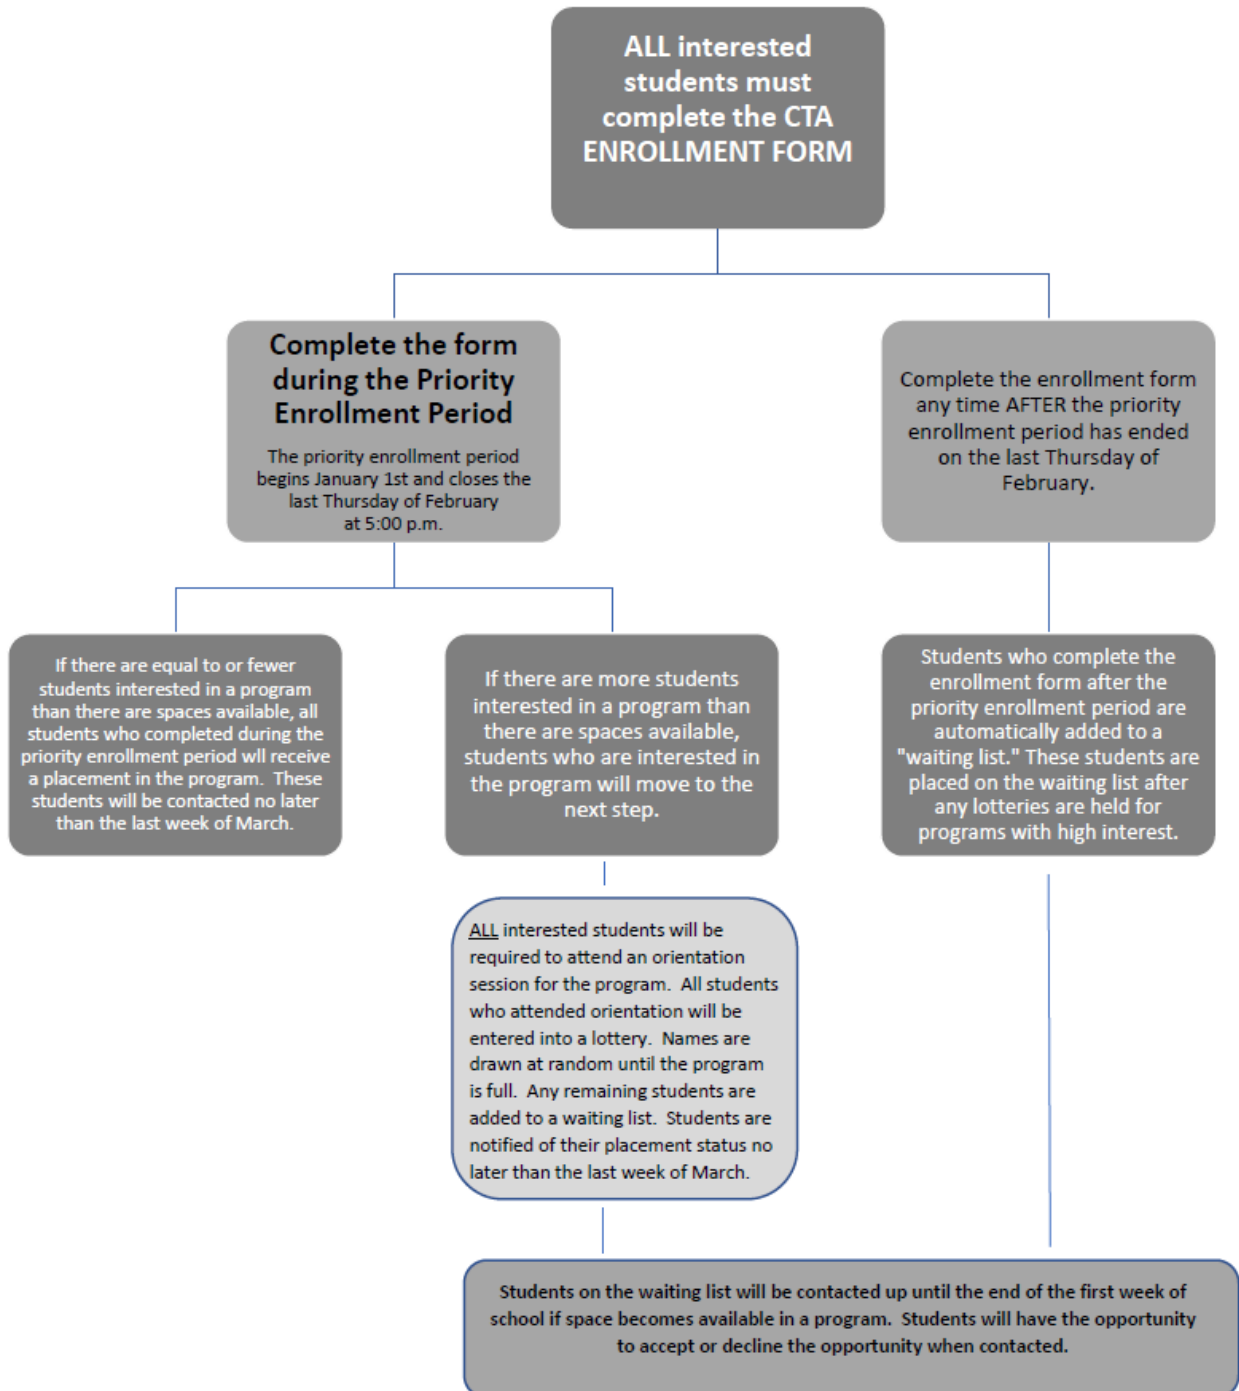 ALL interested
students must
complete the CTA
ENROLLMENT FORM
Complete the form
during the Priority
Enrollment Period
The priority enrollment period
begins January 1st and closes the
last Thursday of February
at 5:00 p.m.
Complete the enrollment form
any time AFTER the priority
enrollment period has ended
on the last Thursday of
February.
If there are equal to or fewer
students interested in a program
than there are spaces available, all
students who completed during the
priority enrollment period wll receive
a placement in the program.  These
students will be contacted no later
than the last week of March.
If there are more students
interested in a program than
there are spaces available,
students who are interested in
the program will move to the
next step.
Students who complete the
enrollment form after the
priority enrollment period are
automatically added to a
"waiting list." These students are
placed on the waiting list after
any lotteries are held for
programs with high interest.
ALL interested students will be
required to attend an orientation
session for the program.  All students
who attended orientation will be
entered into a lottery.  Names are
drawn at random until the program
is full.  Any remaining students are
added to a waiting list.  Students are
notified of their placement status no
later than the last week of March.
Students on the waiting list will be contacted up until the end of the first week of
school if space becomes available in a program.  Students will have the opportunity
to accept or decline the opportunity when contacted.